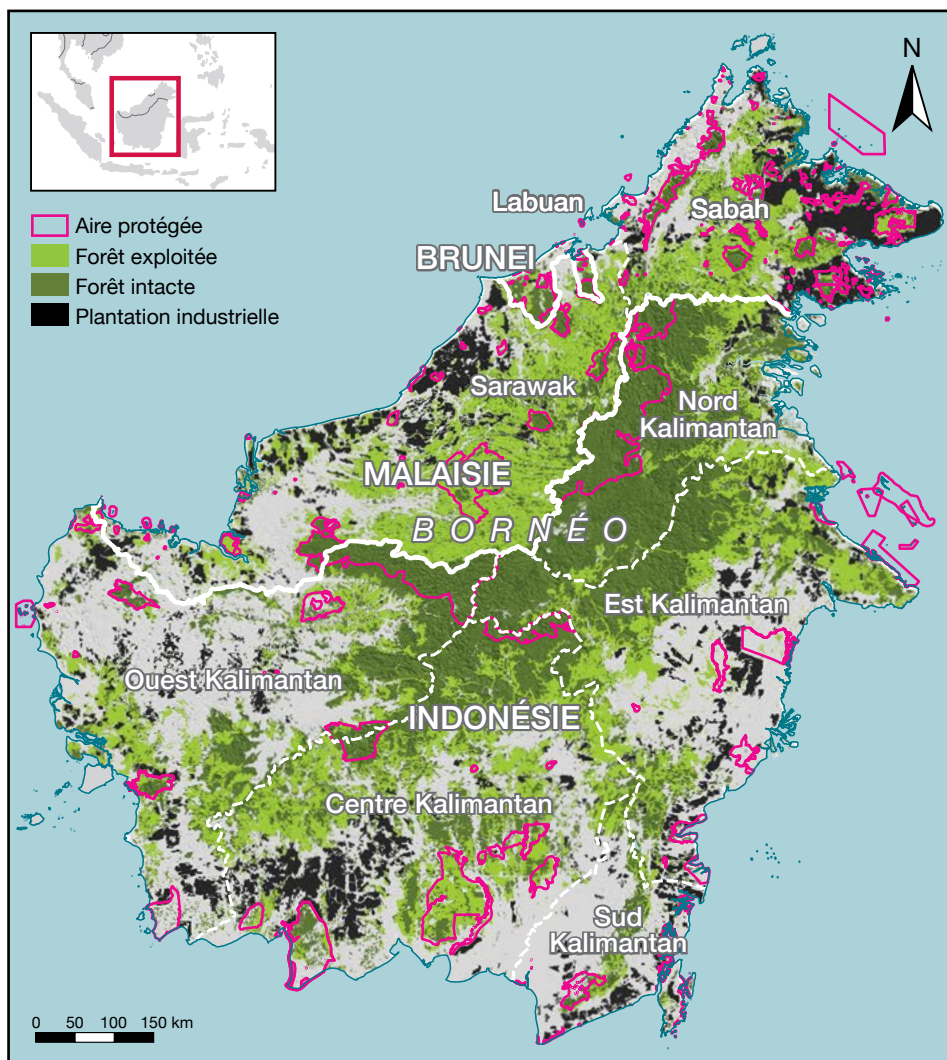 N
Aire protégée
Forêt exploitée
Forêt intacte
Plantation industrielle
Labuan
Sabah
BRUNEI
Sarawak
Nord
Kalimantan
MALAISIE
BORNÉO
Est Kalimantan
Ouest Kalimantan
INDONÉSIE
Centre Kalimantan
Sud
Kalimantan
0 50 100 150 km